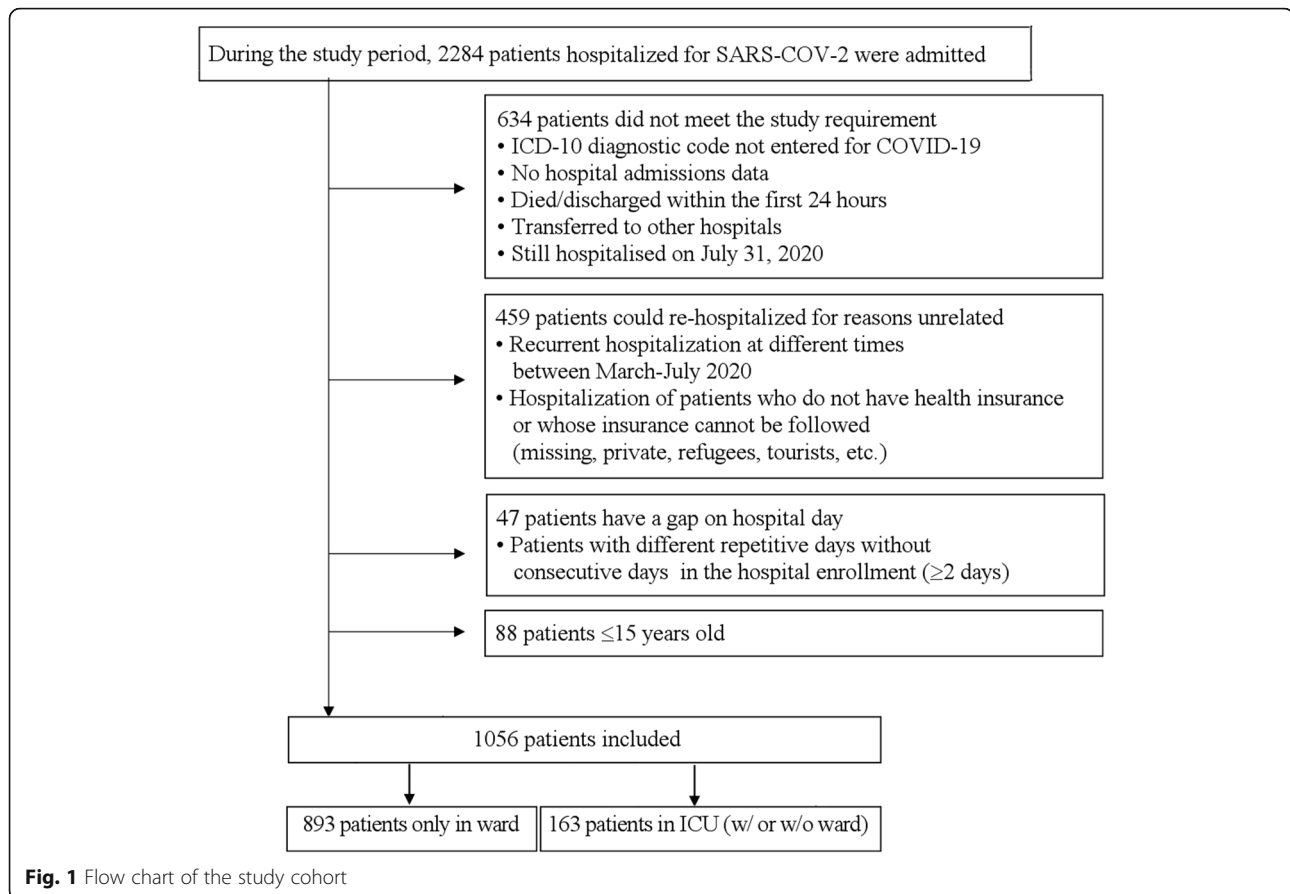 During the study period, 2284 patients hospitalized for SARS-COV-2 were admitted
634 patients did not meet the study requirement
• ICD-10 diagnostic code not entered for COVID-19
• No hospital admissions data
• Died/discharged within the first 24 hours
• Transferred to other hospitals
• Still hospitalised on July 31, 2020
459 patients could re-hospitalized for reasons unrelated
• Recurrent hospitalization at different times
between March-July 2020
• Hospitalization of patients who do not have health insurance
or whose insurance cannot be followed
(missing, private, refugees, tourists, etc.)
47 patients have a gap on hospital day
• Patients with different repetitive days without
consecutive days in the hospital enrollment (≥2 days)
88 patients ≤15 years old
1056 patients included
893 patients only in ward
163 patients in ICU (w/ or w/o ward)
Fig. 1 Flow chart of the study cohort